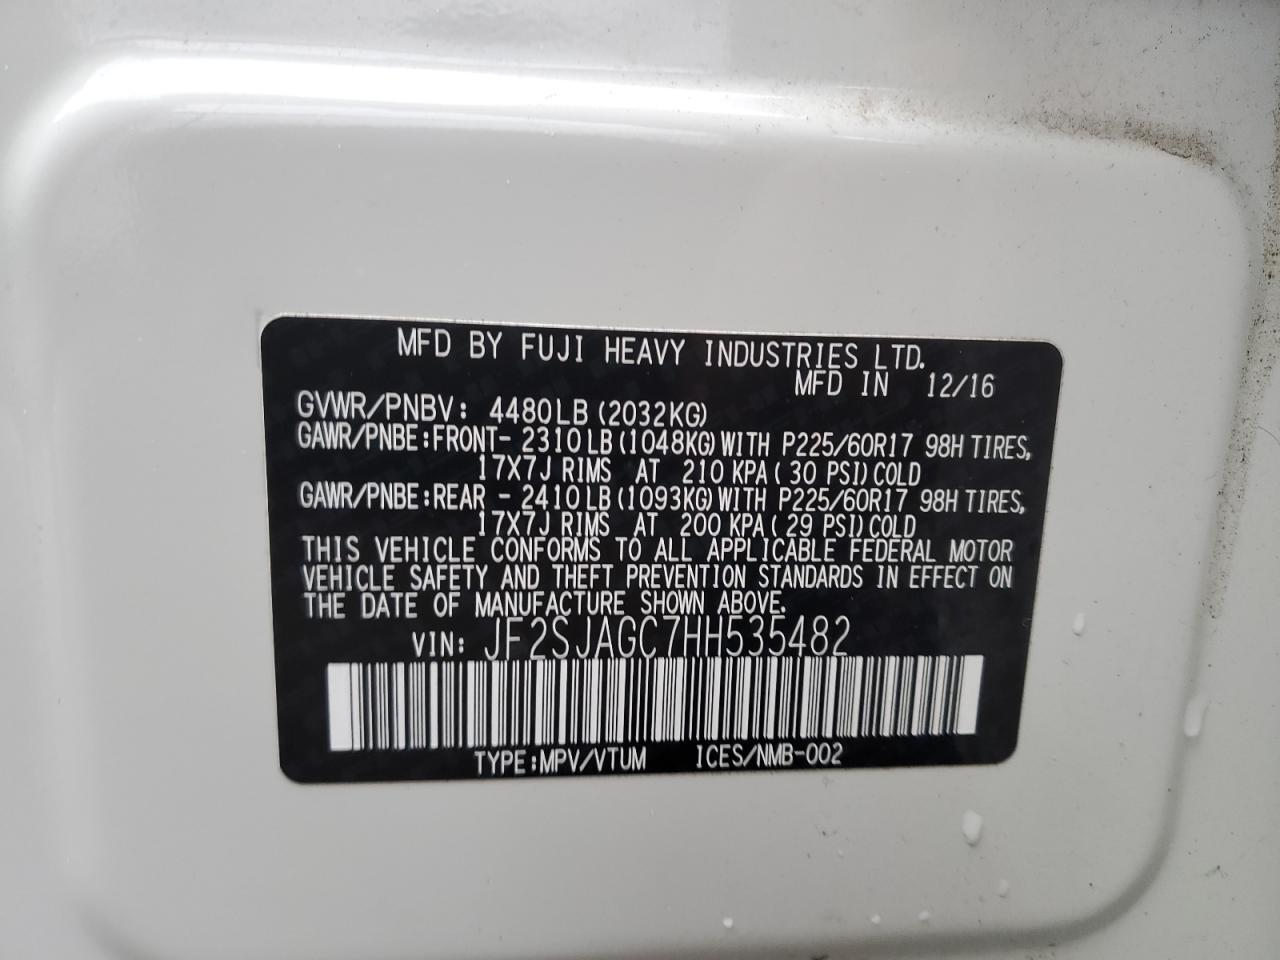 MFD BY FUJI HEAVY INDUSTRIES LTD.
MFD IN 12/16
GVWR/PNBV: 4480LB (2032KG)
GAWR/PNBE:FRONT- 2310LB(1048KG)WITH P225/60R17 98H TIRES,
17X7J RIMS AT 210 KPA( 30 PSI)COLD
GAWR/PNBE:REAR - 2410LB(1093KG)WITH P225/60R17 98H TIRES,
17X7J RIMS AT 200 KPA( 29 PSI)COLD
THIS VEHICLE CONFORMS TO ALL APPLICABLE FEDERAL MOTOR
VEHICLE SAFETY AND THEFT PREVENTION STANDARDS IN EFFECT ON
THE DATE OF MANUFACTURE SHOWN ABOVE.
VIN: JF2SJAGC7HH535482
TYPE:MPV/VTUM ICES/NMB-002